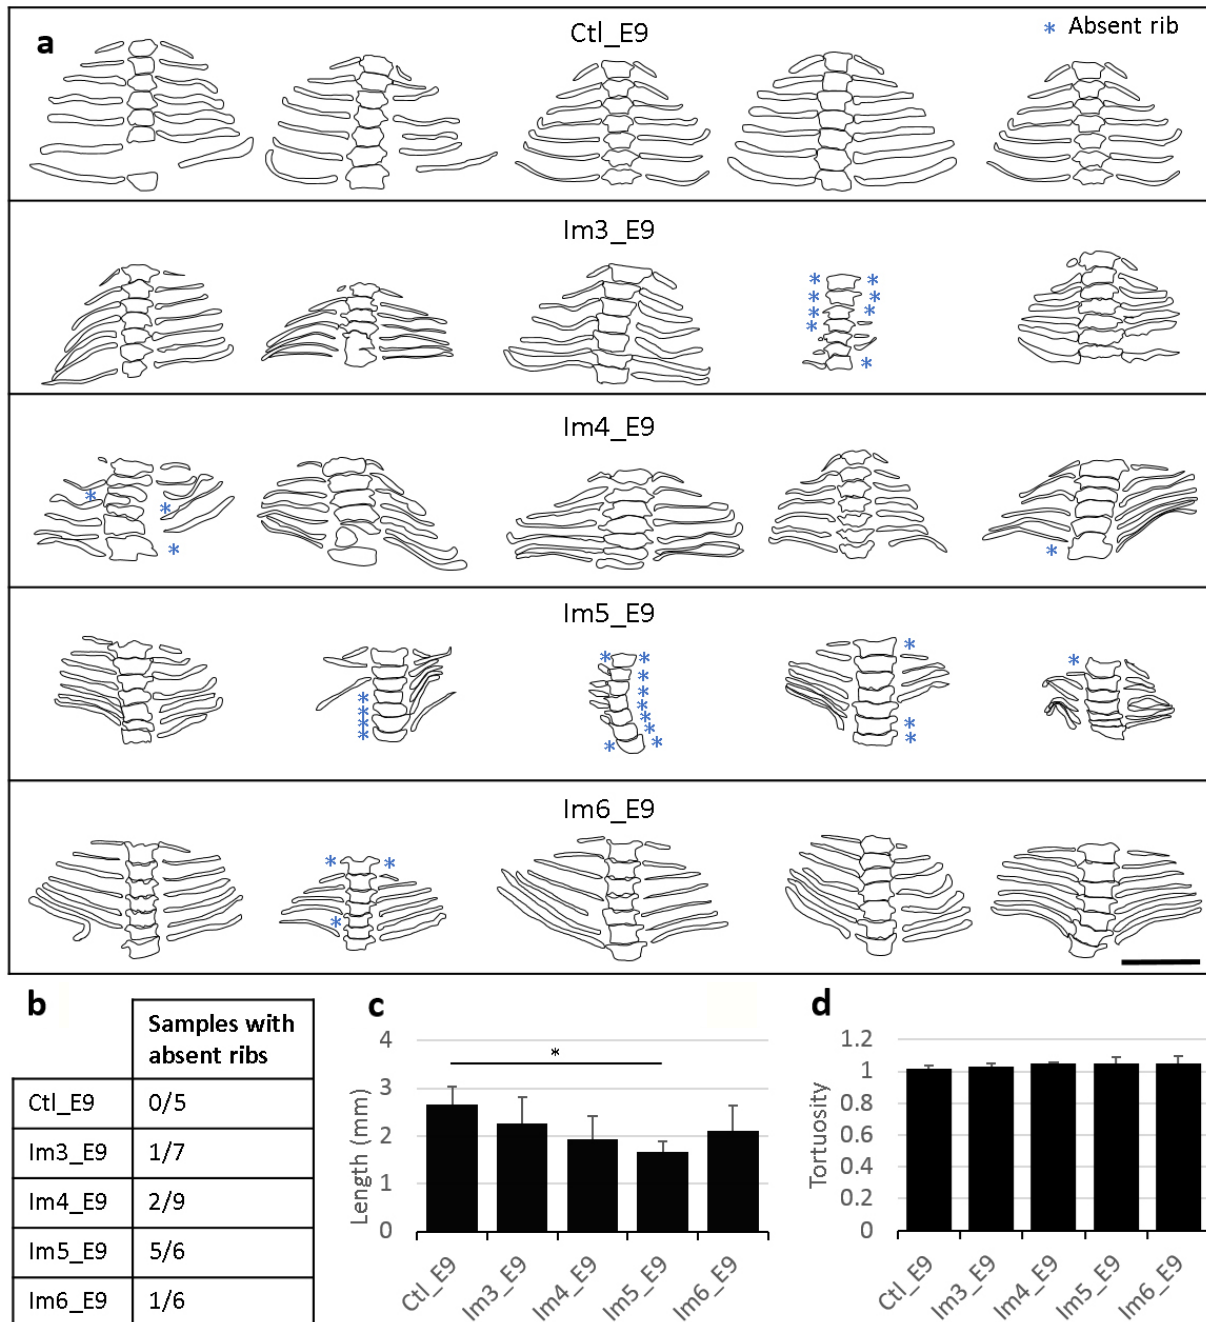 a
Ctl_E9
* Absent rib
Im3_E9
* *
* *
* *
*
*
Im4_E9
*
*
*
*
Im5_E9
*
*
*
*
* *
*
*
*
*
*
* *
*
*
*
*
Im6_E9
* *
*
b
Samples with
absent ribs
Ctl_E9 0/5
Im3_E9 1/7
Im4_E9 2/9
Im5_E9 5/6
Im6_E9 1/6
c
Length (mm)
4
3
2
1
0
*
Ctl_E9
Im3_E9
Im4_E9
Im5_E9
Im6_E9
d
Tortuosity
1.2
1
0.8
0.6
0.4
0.2
0
Ctl_E9
Im3_E9
Im4_E9
Im5_E9
Im6_E9